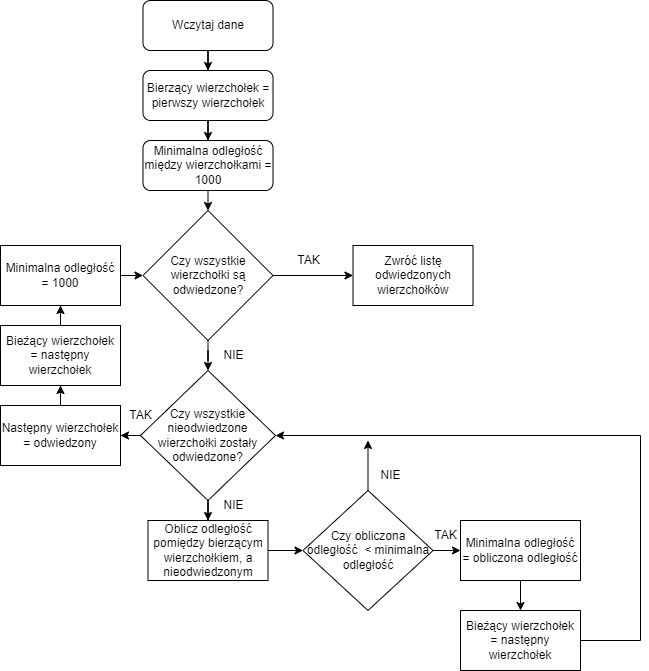 Wczytaj dane
Bierzący wierzchołek =
pierwszy wierzchołek
Minimalna odległość
między wierzchołkami =
1000
Minimalna odległość
= 1000
Czy wszystkie
wierzchołki są
odwiedzone?
TAK
Zwróć listę
odwiedzonych
wierzchołków
Bieżący wierzchołek
= następny
wierzchołek
NIE
Następny wierzchołek
= odwiedzony
TAK
Czy wszystkie
nieodwiedzone
wierzchołki zostały
odwiedzone?
NIE
NIE
Oblicz odległość
pomiędzy bierzącym
wierzchołkiem, a
nieodwiedzonym
Czy obliczona
odległość < minimalna
odległość
TAK
Minimalna odległość
= obliczona odległość
Bieżący wierzchołek
= następny
wierzchołek